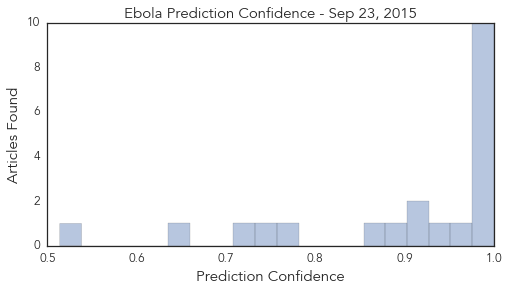 Ebola Prediction Confidence - Sep 23, 2015
Articles Found
10
8
6
4
2
0
0.5 0.6 0.7 0.8 0.9 1.0
Prediction Confidence